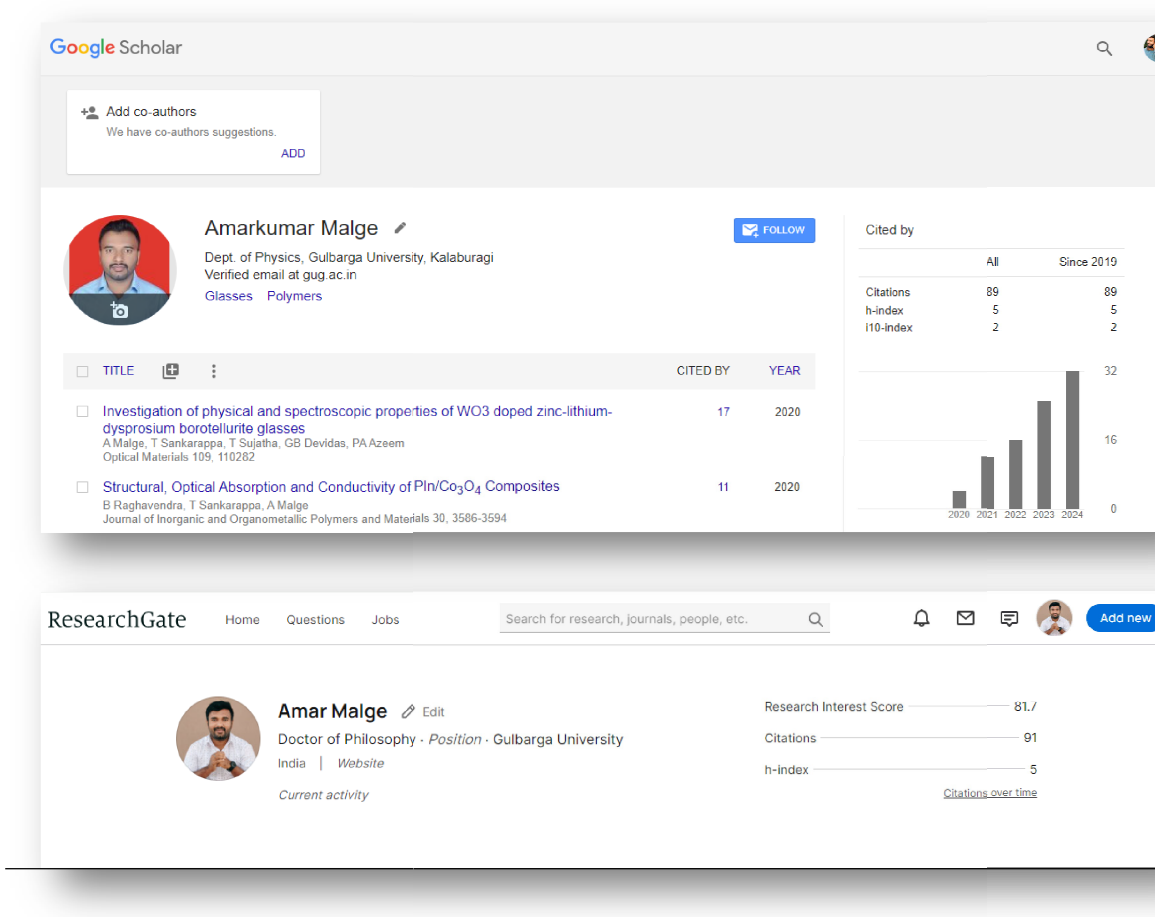 Google Scholar
Add co-authors
We have co-authors suggestions.
ADD
Amarkumar Malge
FOLLOW
Dept. of Physics, Gulbarga University, Kalaburagi
Verified email at gug.ac.in
Glasses Polymers
Cited by
All Since 2019
Citations 89 89
h-index 5 5
i10-index 2 2
TITLE CITED BY YEAR
Investigation of physical and spectroscopic properties of WO3 doped zinc-lithium-
dysprosium borotellurite glasses
17 2020
A Malge, T Sankarappa, T Sujatha, GB Devidas, PA Azeem
Optical Materials 109, 110282
Structural, Optical Absorption and Conductivity of PIn/Co₃O₄ Composites
11 2020
B Raghavendra, T Sankarappa, A Malge
Journal of Inorganic and Organometallic Polymers and Materials 30, 3586-3594
32
16
0
2020 2021 2022 2023 2024
ResearchGate Home Questions Jobs Search for research, journals, people, etc. Add new
Amar Malge Edit
Doctor of Philosophy · Position · Gulbarga University
India | Website
Current activity
Research Interest Score 81.7
Citations 91
h-index 5
Citations over time